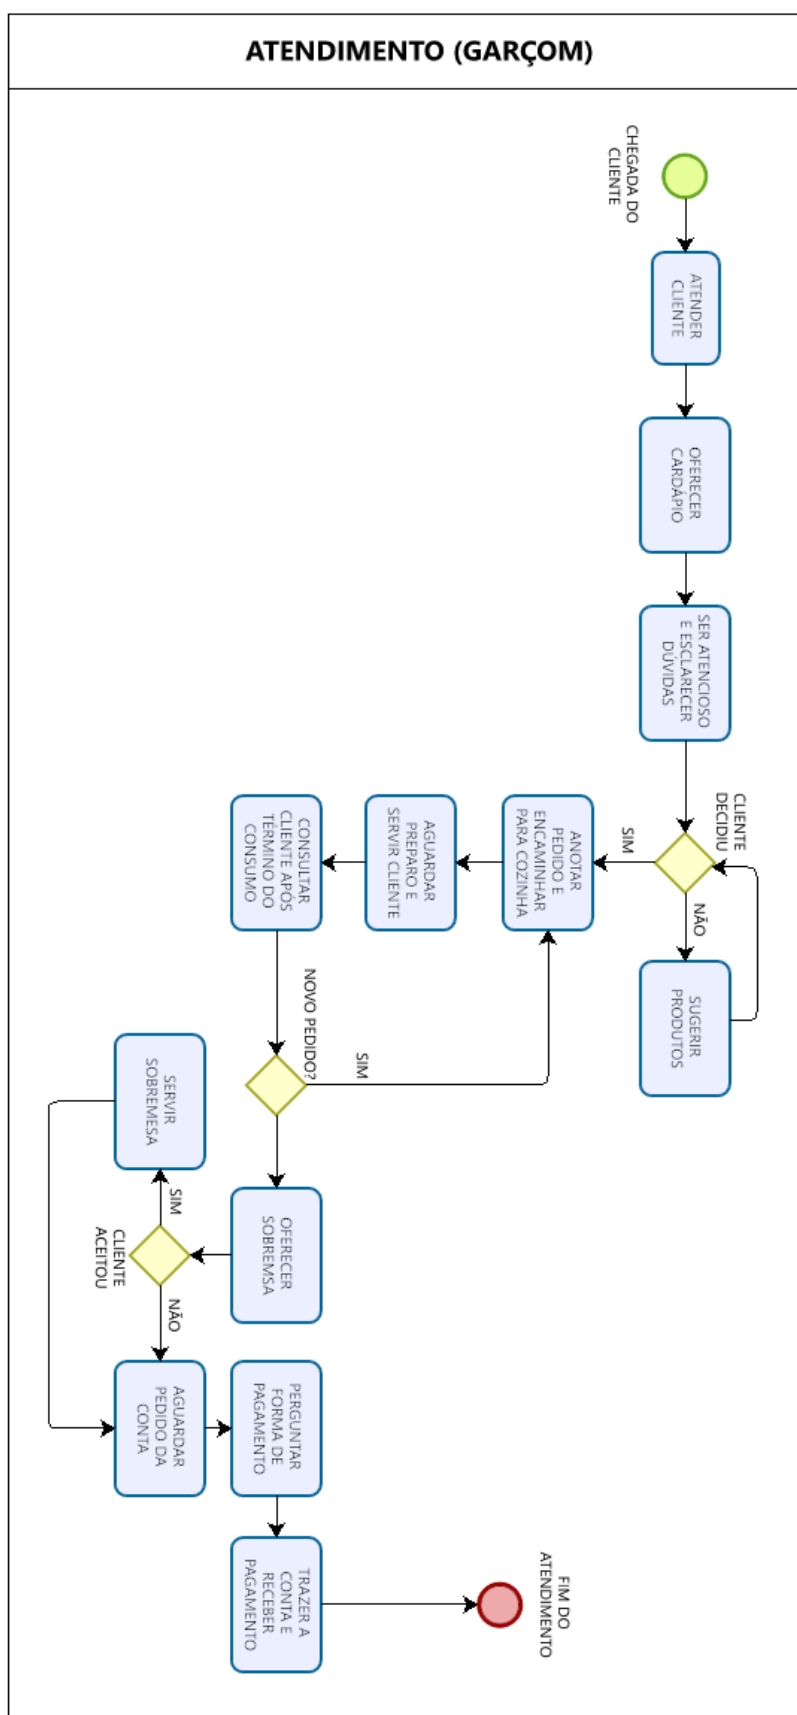 ATENDIMENTO (GARÇOM)
CHEGADA DO
CLIENTE
ATENDER
CLIENTE
OFERECER
CARDÁPIO
SER ATENCIOSO
E ESCLARECER
DÚVIDAS
CLIENTE
DECIDIU
SIM
NÃO
SUGERIR
PRODUTOS
ANOTAR
PEDIDO E
ENCAMINHAR
PARA COZINHA
AGUARDAR
PREPARO E
SERVIR CLIENTE
CONSULTAR
CLIENTE APÓS
TÉRMINO DO
CONSUMO
NOVO PEDIDO?
SIM
OFERECER
SOBREMSA
CLIENTE
ACEITOU
SIM
NÃO
SERVIR
SOBREMESA
AGUARDAR
PEDIDO DA
CONTA
PERGUNTAR
FORMA DE
PAGAMENTO
TRAZER A
CONTA E
RECEBER
PAGAMENTO
FIM DO
ATENDIMENTO